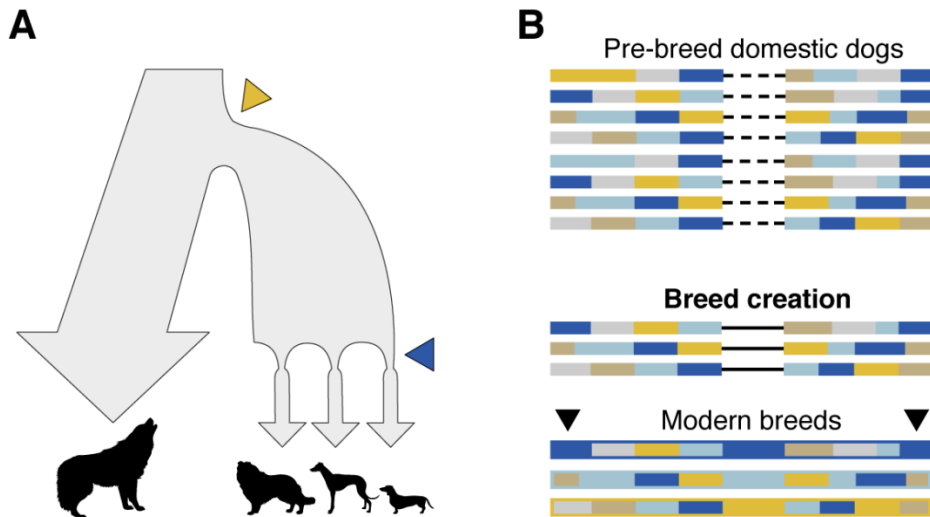 A
B
Pre-breed domestic dogs
Breed creation
Modern breeds